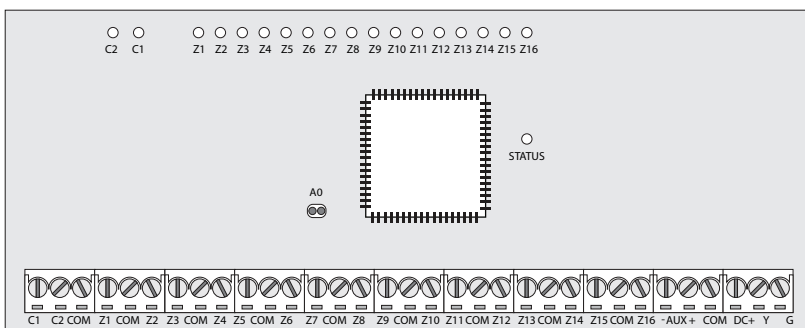 C2 C1 Z1 Z2 Z3 Z4 Z5 Z6 Z7 Z8 Z9 Z10 Z11 Z12 Z13 Z14 Z15 Z16
STATUS
A0
C1 C2 COM Z1 COM Z2 Z3 COM Z4 Z5 COM Z6 Z7 COM Z8 Z9 COM Z10 Z11 COM Z12 Z13 COM Z14 Z15 COM Z16 -AUX+ COM DC+ Y G